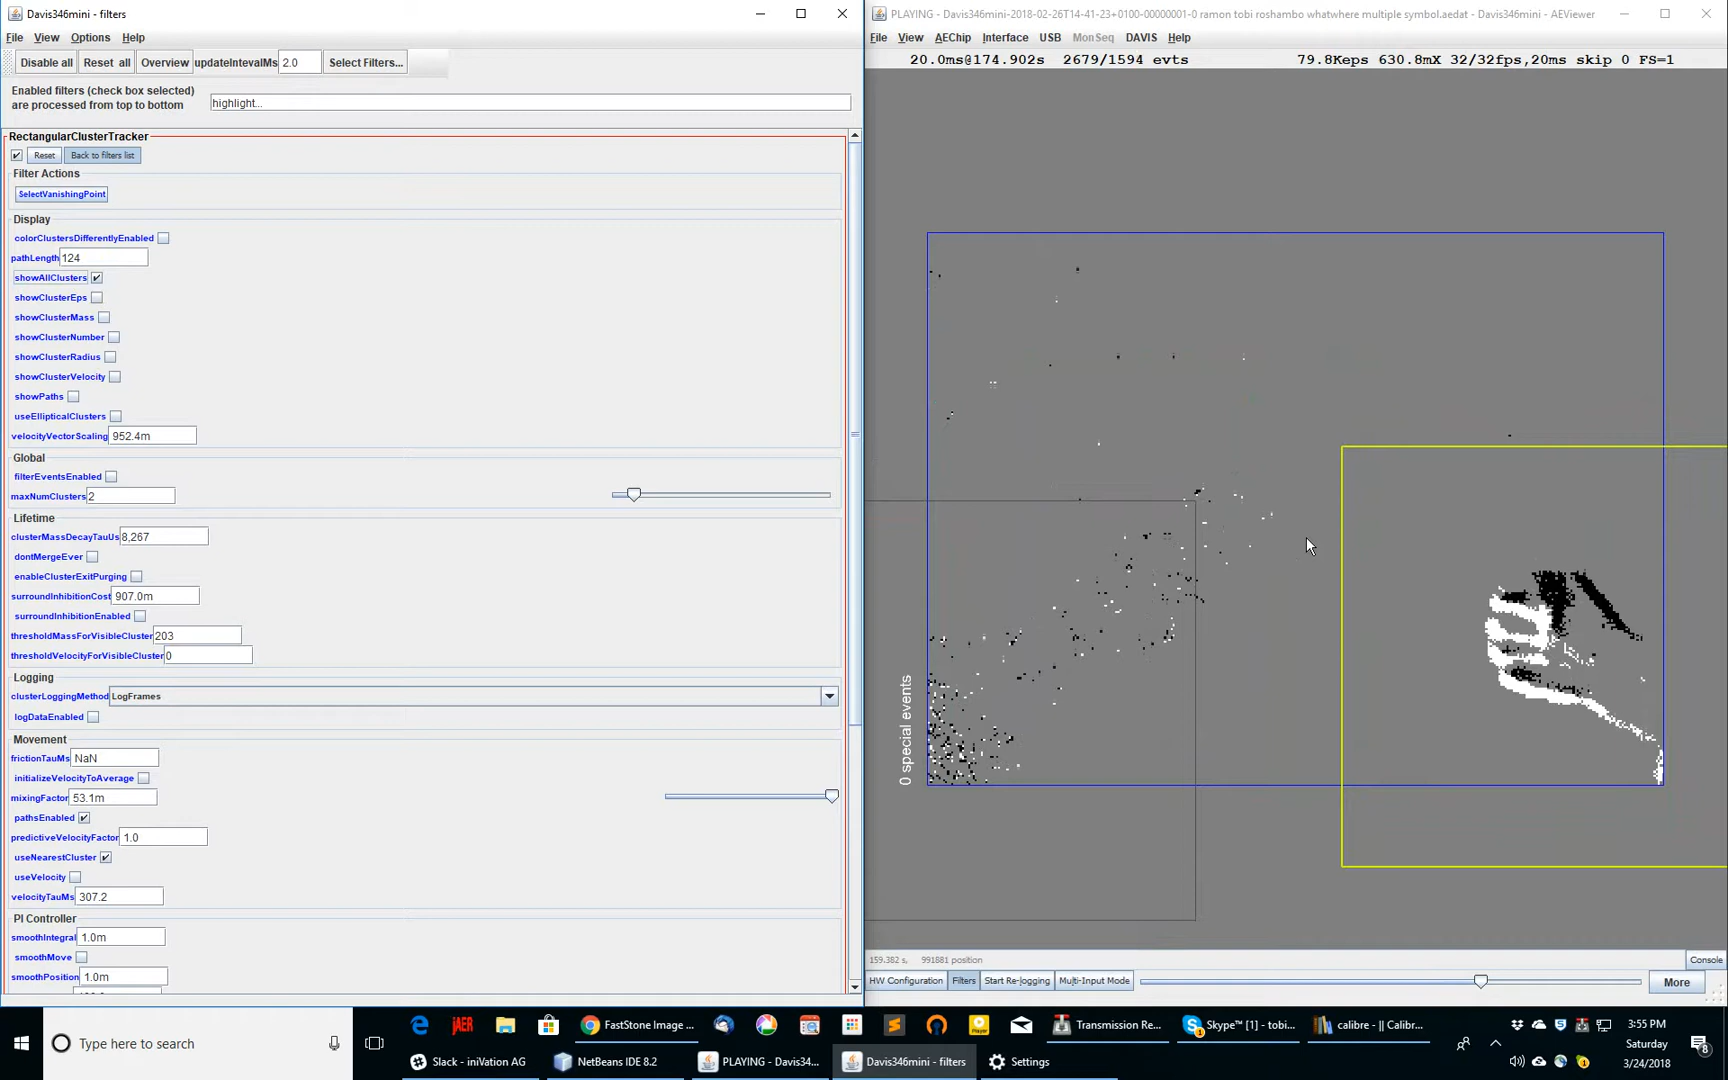 Davis346mini - filters
File View Options Help
Disable all Reset all Overview updateIntevalMs 2.0 Select Filters...
Enabled filters (check box selected)
are processed from top to bottom
highlight...
RectangularClusterTracker
Reset Back to filters list
Filter Actions
SelectVanishingPoint
Display
colorClustersDifferentlyEnabled
pathLength 124
showAllClusters
showClusterEps
showClusterMass
showClusterNumber
showClusterRadius
showClusterVelocity
showPaths
useEllipticalClusters
velocityVectorScaling 952.4m
Global
filterEventsEnabled
maxNumClusters 2
Lifetime
clusterMassDecayTauUs 8,267
dontMergeEver
enableClusterExitPurging
surroundInhibitionCost 907.0m
surroundInhibitionEnabled
thresholdMassForVisibleCluster 203
thresholdVelocityForVisibleCluster 0
Logging
clusterLoggingMethod LogFrames
logDataEnabled
Movement
frictionTauMs NaN
initializeVelocityToAverage
mixingFactor 53.1m
pathsEnabled
predictiveVelocityFactor 1.0
useNearestCluster
useVelocity
velocityTauMs 307.2
PI Controller
smoothIntegral 1.0m
smoothMove
smoothPosition 1.0m
PLAYING - Davis346mini-2018-02-26T14-41-23+0100-00000001-0 ramon tobi roshambo whatwhere multiple symbol.aedat - Davis346mini - AEViewer
File View AEChip Interface USB MonSeq DAVIS Help
20.0ms@174.902s 2679/1594 evts 79.8Keps 630.8mX 32/32fps,20ms skip 0 FS=1
0 special events
159.382 s, 991881 position
Console
HW Configuration Filters Start Re-logging Multi-Input Mode More
Type here to search
jAER
FastStone Image ...
Player
Transmission Re...
Skype™ [1] - tobi...
calibre - || Calibr...
Slack - iniVation AG
NetBeans IDE 8.2
PLAYING - Davis34...
Davis346mini - filters
Settings
3:55 PM
Saturday
3/24/2018
8